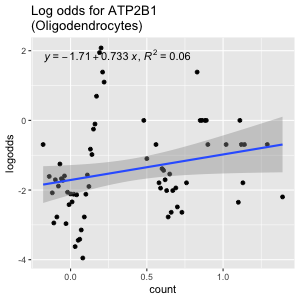 Log odds for ATP2B1
(Oligodendrocytes)
y = −1.71 + 0.733 x, R² = 0.06
2
0
-2
-4
logodds
0.0 0.5 1.0
count